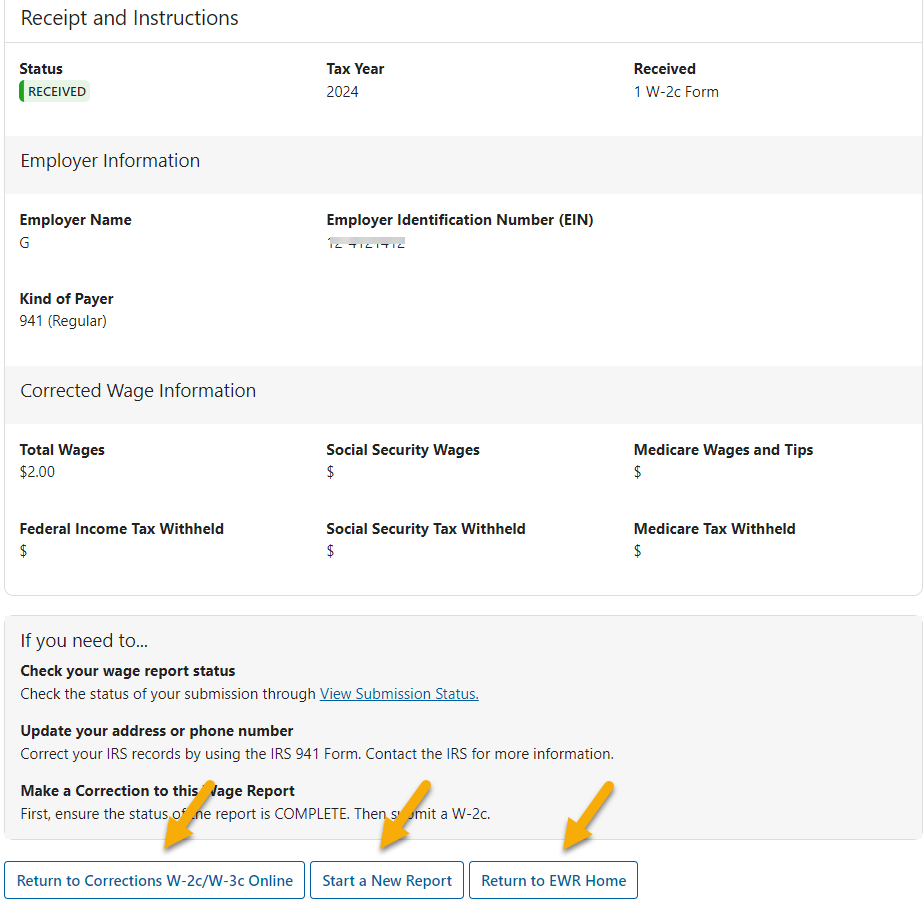 Receipt and Instructions
Status Tax Year Received
RECEIVED 2024 1 W-2c Form
Employer Information
Employer Name Employer Identification Number (EIN)
G
Kind of Payer
941 (Regular)
Corrected Wage Information
Total Wages Social Security Wages Medicare Wages and Tips
$2.00 $ $
Federal Income Tax Withheld Social Security Tax Withheld Medicare Tax Withheld
$ $ $
If you need to...
Check your wage report status
Check the status of your submission through View Submission Status.
Update your address or phone number
Correct your IRS records by using the IRS 941 Form. Contact the IRS for more information.
Make a Correction to this Wage Report
First, ensure the status of the report is COMPLETE. Then submit a W-2c.
Return to Corrections W-2c/W-3c Online Start a New Report Return to EWR Home